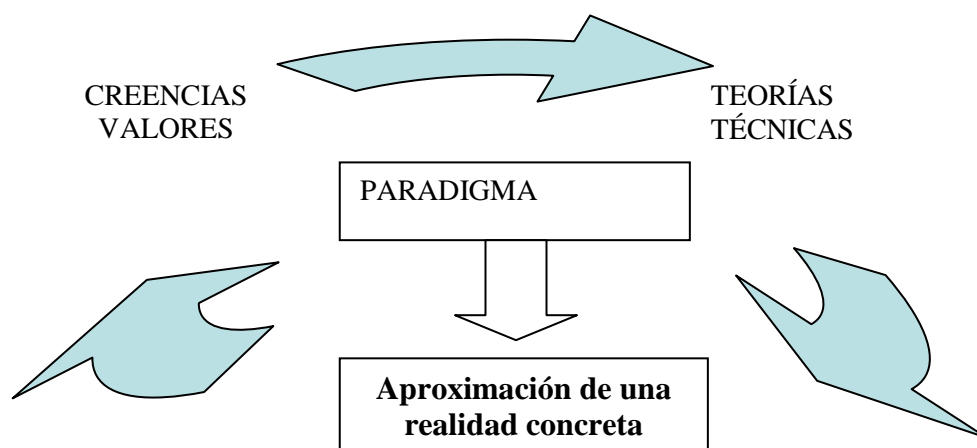 CREENCIAS
VALORES
TEORÍAS
TÉCNICAS
PARADIGMA
Aproximación de una
realidad concreta